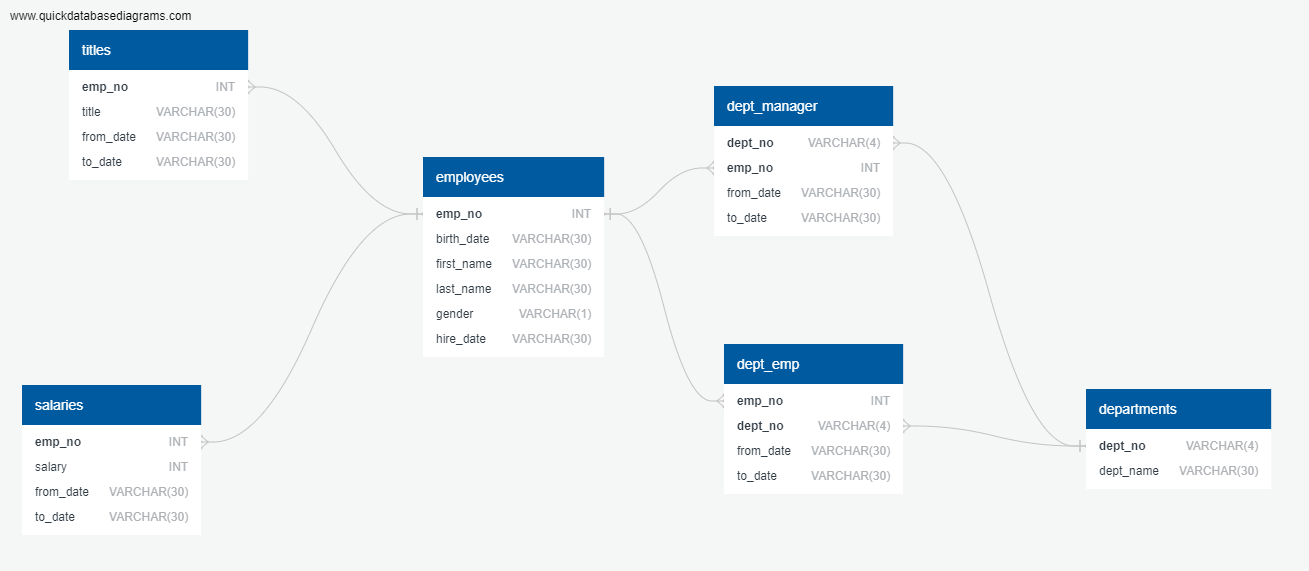 www.quickdatabasediagrams.com
titles
emp_no INT
title VARCHAR(30)
from_date VARCHAR(30)
to_date VARCHAR(30)
employees
emp_no INT
birth_date VARCHAR(30)
first_name VARCHAR(30)
last_name VARCHAR(30)
gender VARCHAR(1)
hire_date VARCHAR(30)
salaries
emp_no INT
salary INT
from_date VARCHAR(30)
to_date VARCHAR(30)
dept_manager
dept_no VARCHAR(4)
emp_no INT
from_date VARCHAR(30)
to_date VARCHAR(30)
dept_emp
emp_no INT
dept_no VARCHAR(4)
from_date VARCHAR(30)
to_date VARCHAR(30)
departments
dept_no VARCHAR(4)
dept_name VARCHAR(30)